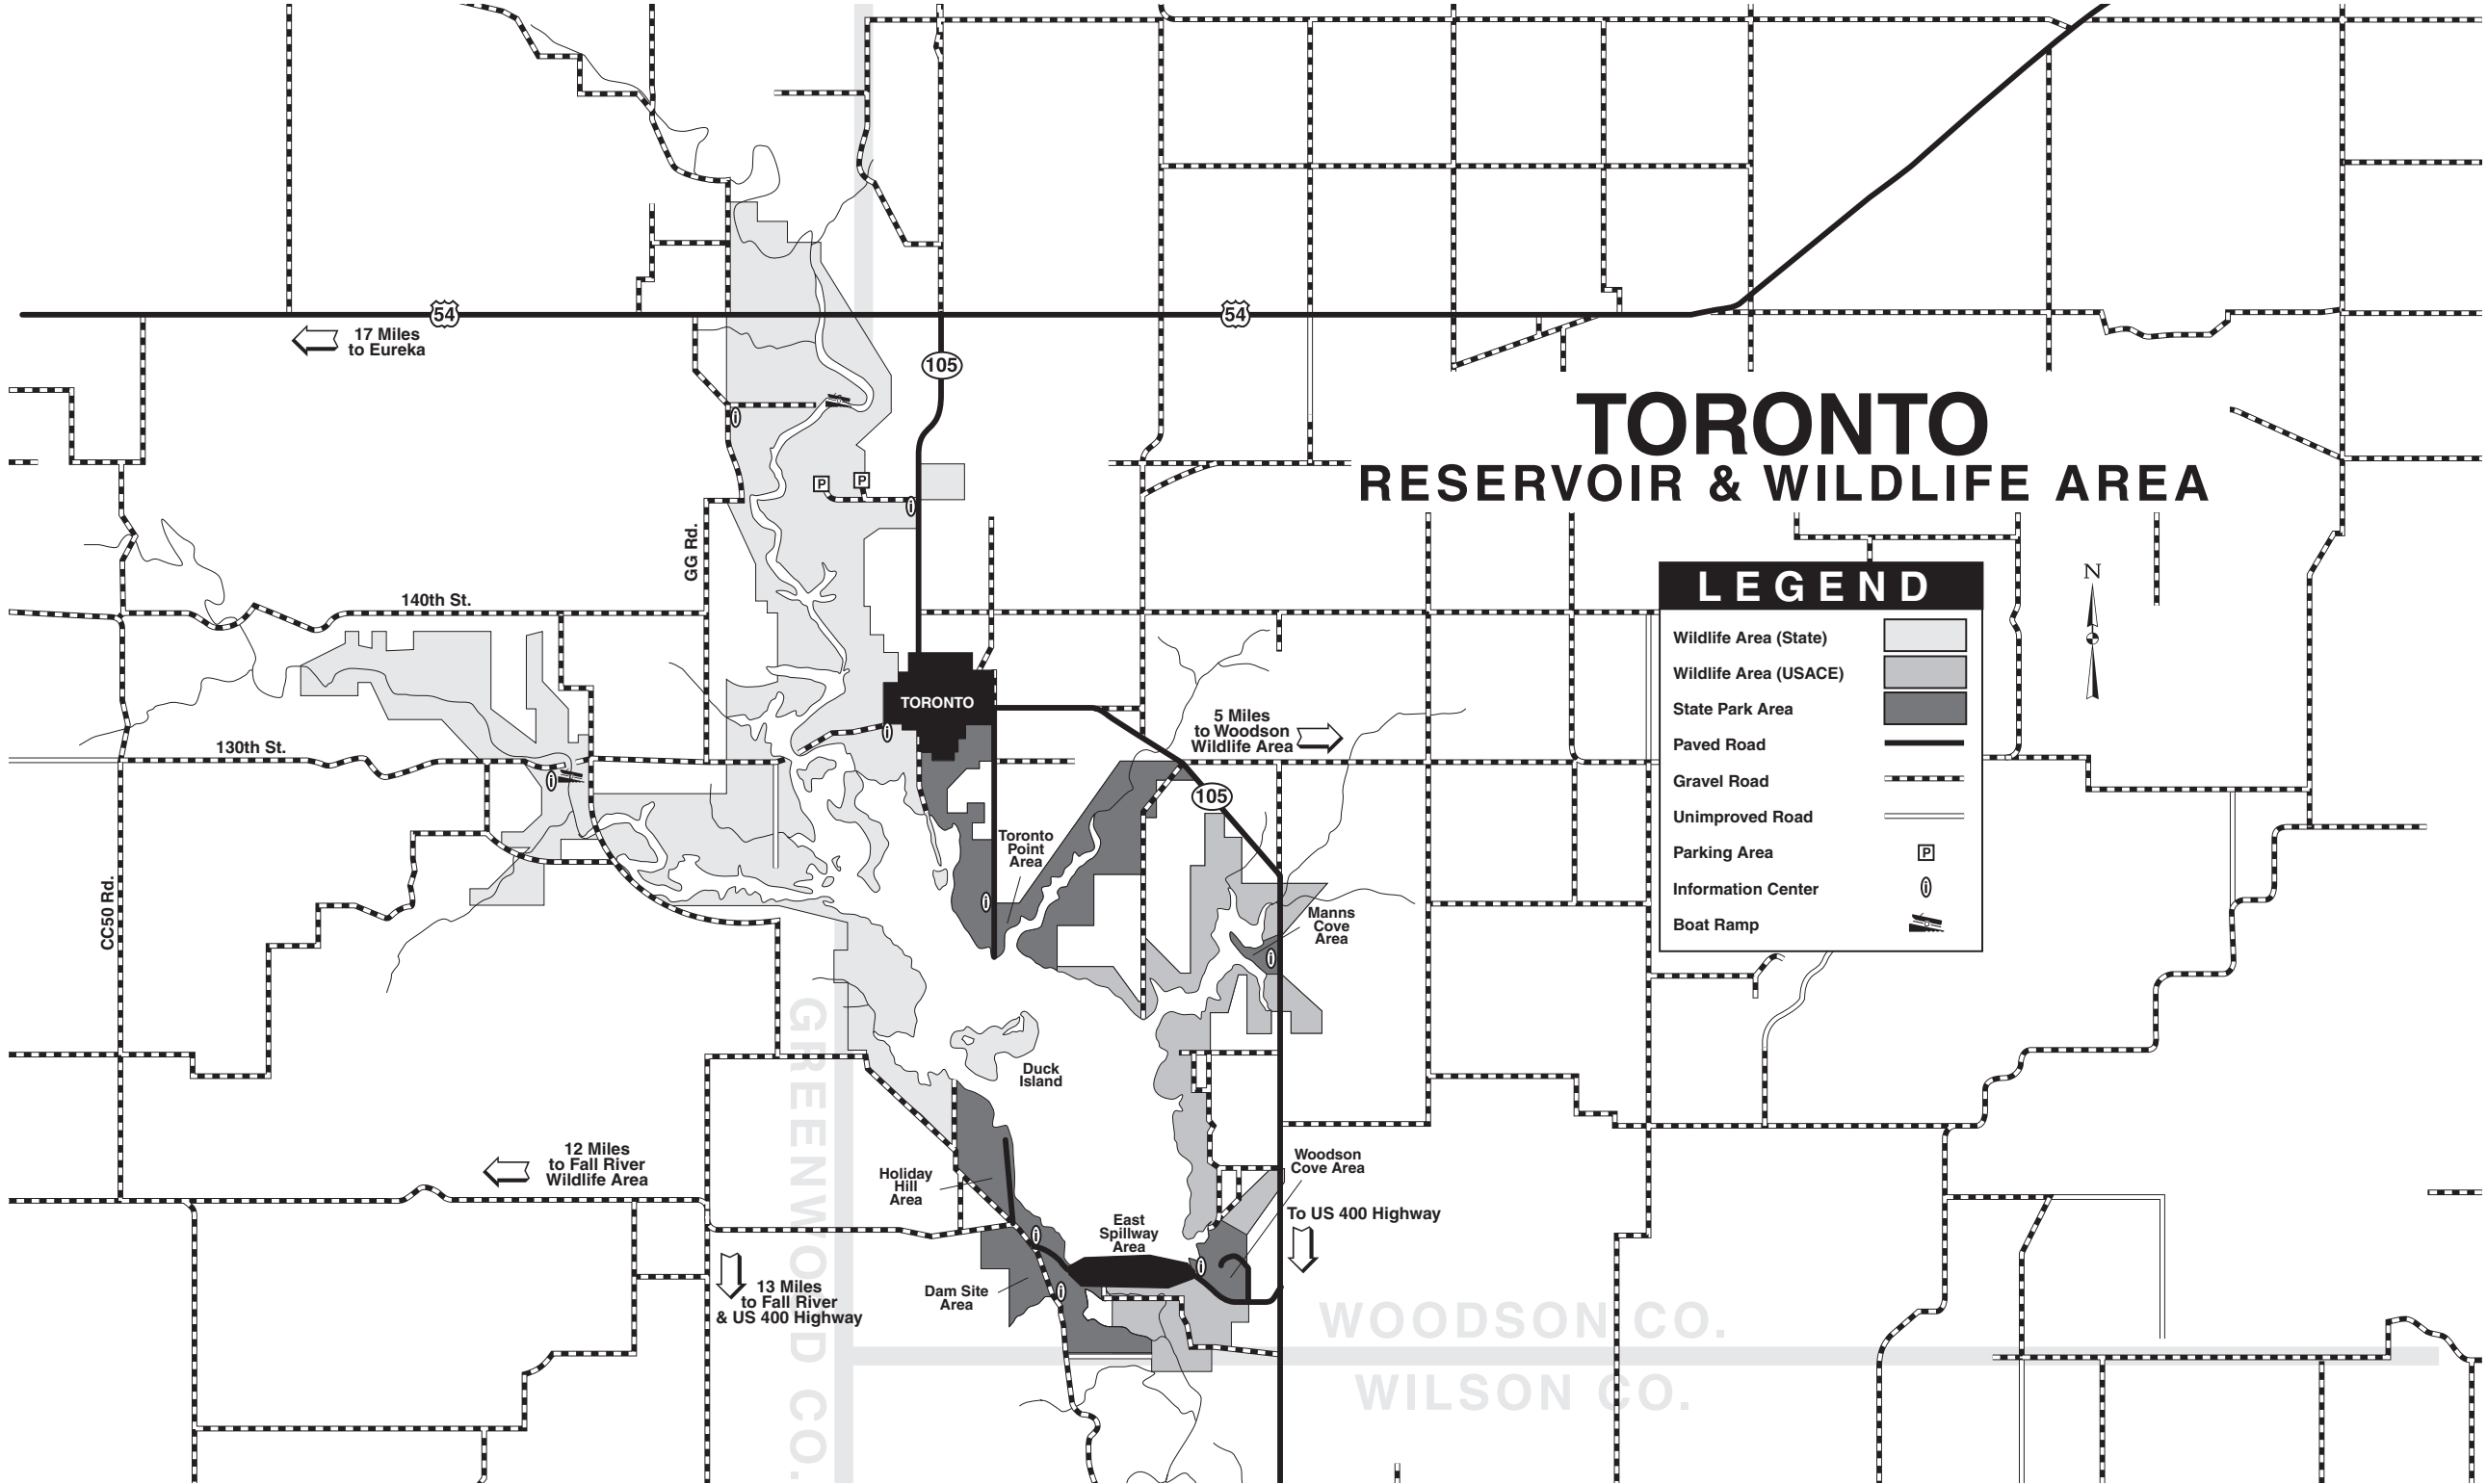 54
54
17 Miles
to Eureka
105
TORONTO
RESERVOIR & WILDLIFE AREA
P
P
GG Rd.
140th St.
130th St.
CC50 Rd.
TORONTO
5 Miles
to Woodson
Wildlife Area
105
Toronto
Point
Area
Manns
Cove
Area
LEGEND
Wildlife Area (State)
Wildlife Area (USACE)
State Park Area
Paved Road
Gravel Road
Unimproved Road
Parking Area
P
Information Center
i
Boat Ramp
N
Duck
Island
12 Miles
to Fall River
Wildlife Area
Holiday
Hill
Area
East
Spillway
Area
Woodson
Cove Area
To US 400 Highway
Dam Site
Area
13 Miles
to Fall River
& US 400 Highway
GREENWOOD CO.
WOODSON CO.
WILSON CO.
i
i
i
i
i
i
i
i
i